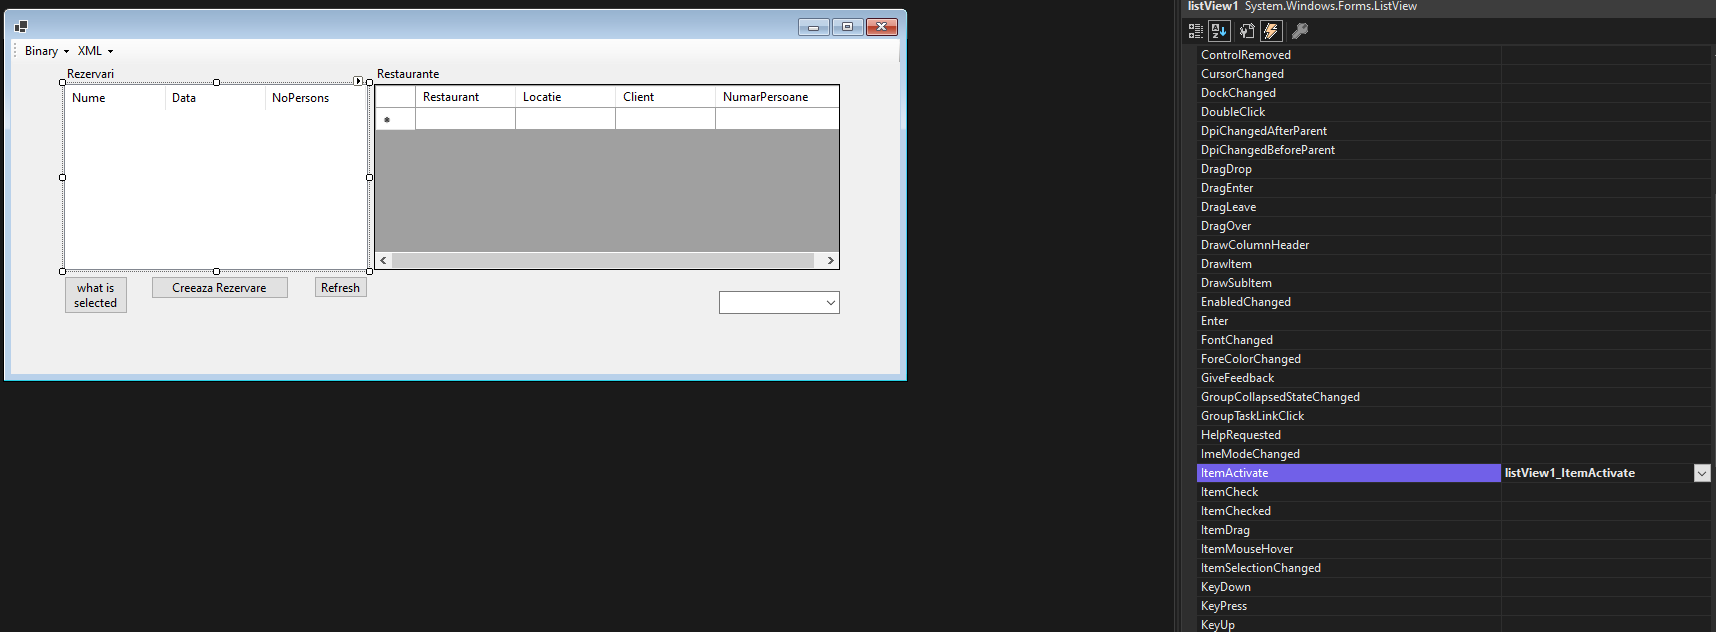 listView1 System.Windows.Forms.ListView
Binary XML
Rezervari
Restaurante
Nume Data NoPersons
Restaurant Locatie Client NumarPersoane
what is
selected
Creeaza Rezervare
Refresh
ControlRemoved
CursorChanged
DockChanged
DoubleClick
DpiChangedAfterParent
DpiChangedBeforeParent
DragDrop
DragEnter
DragLeave
DragOver
DrawColumnHeader
DrawItem
DrawSubItem
EnabledChanged
Enter
FontChanged
ForeColorChanged
GiveFeedback
GroupCollapsedStateChanged
GroupTaskLinkClick
HelpRequested
ImeModeChanged
ItemActivate listView1_ItemActivate
ItemCheck
ItemChecked
ItemDrag
ItemMouseHover
ItemSelectionChanged
KeyDown
KeyPress
KeyUp